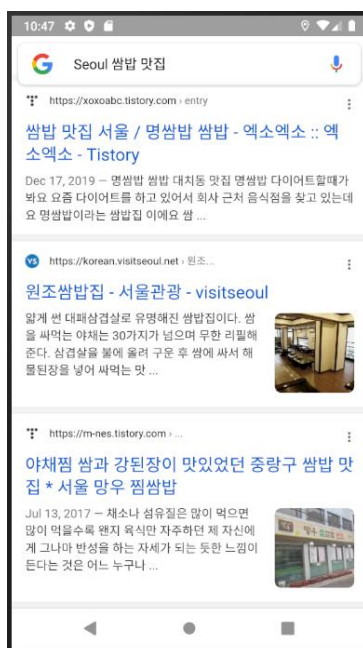 10:47
Seoul 쌈밥 맛집
https://xoxoabc.tistory.com › entry
쌈밥 맛집 서울 / 명쌈밥 쌈밥 - 엑소엑소 :: 엑
소엑소 - Tistory
Dec 17, 2019 — 명쌈밥 쌈밥 대치동 맛집 명쌈밥 다이어트할때가
봐요 요즘 다이어트를 하고 있어서 회사 근처 음식점을 찾고 있는데
요 명쌈밥이라는 쌈밥집 이에요 쌈 ...
https://korean.visitseoul.net › 원조...
원조쌈밥집 - 서울관광 - visitseoul
얇게 썬 대패삼겹살로 유명해진 쌈밥집이다. 쌈
을 싸먹는 야채는 30가지가 넘으며 무한 리필해
준다. 삼겹살을 불에 올려 구운 후 쌈에 싸서 해
물된장을 넣어 싸먹는 맛 ...
https://m-nes.tistory.com › ...
야채찜 쌈과 강된장이 맛있었던 중랑구 쌈밥 맛
집 * 서울 망우 찜쌈밥
Jul 13, 2017 — 채소나 섬유질은 많이 먹으면
많이 먹을수록 왠지 육식만 자주하던 제 자신에
게 그나마 반성을 하는 자세가 되는 듯한 느낌이
든다는 것은 어느 누구나 ...